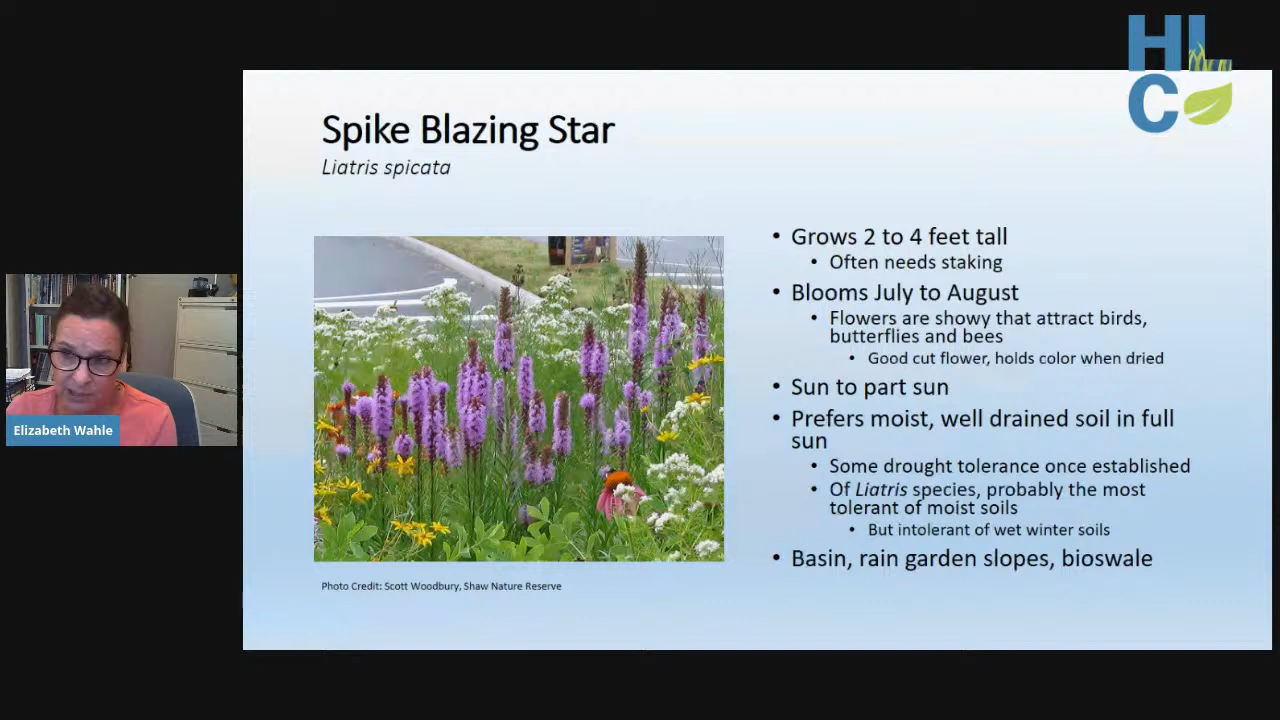 HL
C
Spike Blazing Star
Liatris spicata
• Grows 2 to 4 feet tall
• Often needs staking
• Blooms July to August
• Flowers are showy that attract birds,
butterflies and bees
• Good cut flower, holds color when dried
• Sun to part sun
• Prefers moist, well drained soil in full
sun
• Some drought tolerance once established
• Of Liatris species, probably the most
tolerant of moist soils
• But intolerant of wet winter soils
• Basin, rain garden slopes, bioswale
Photo Credit: Scott Woodbury, Shaw Nature Reserve
Elizabeth Wahle